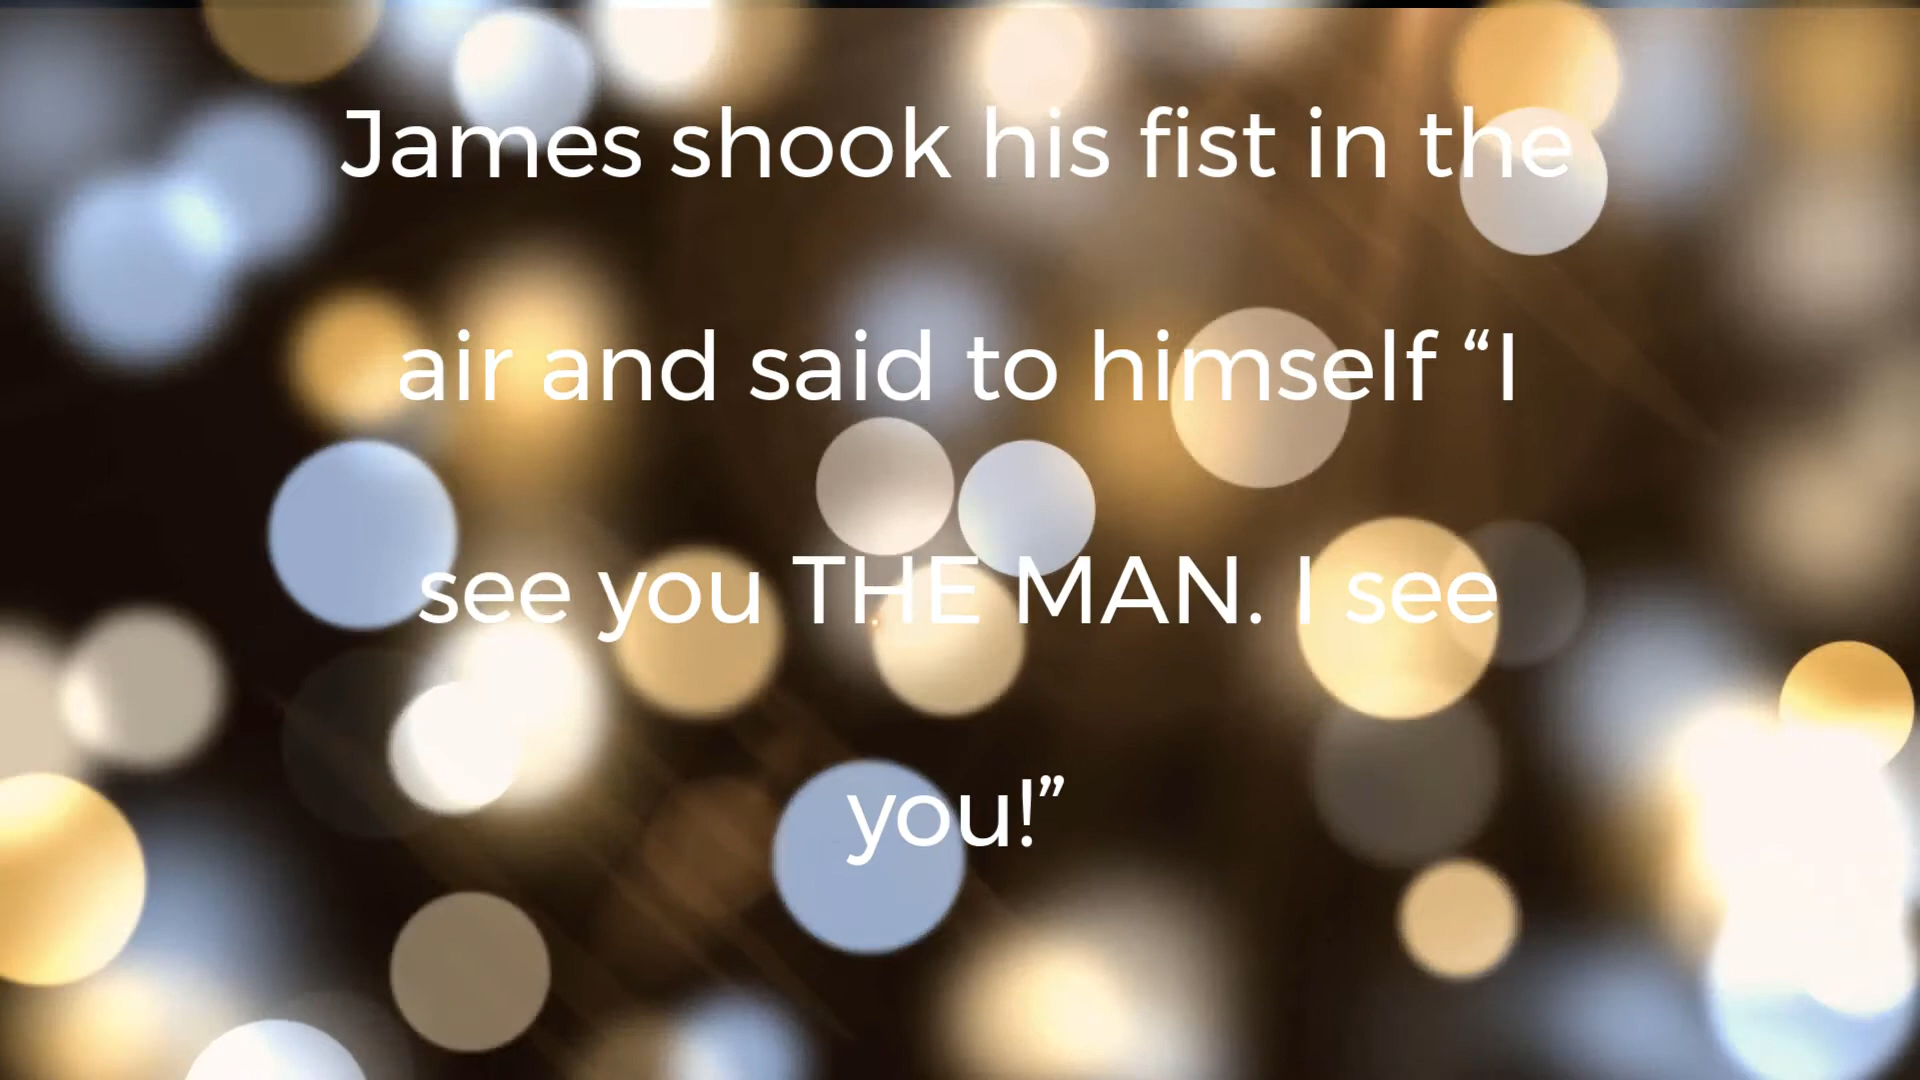 James shook his fist in the
air and said to himself “I
see you THE MAN. I see
you!”